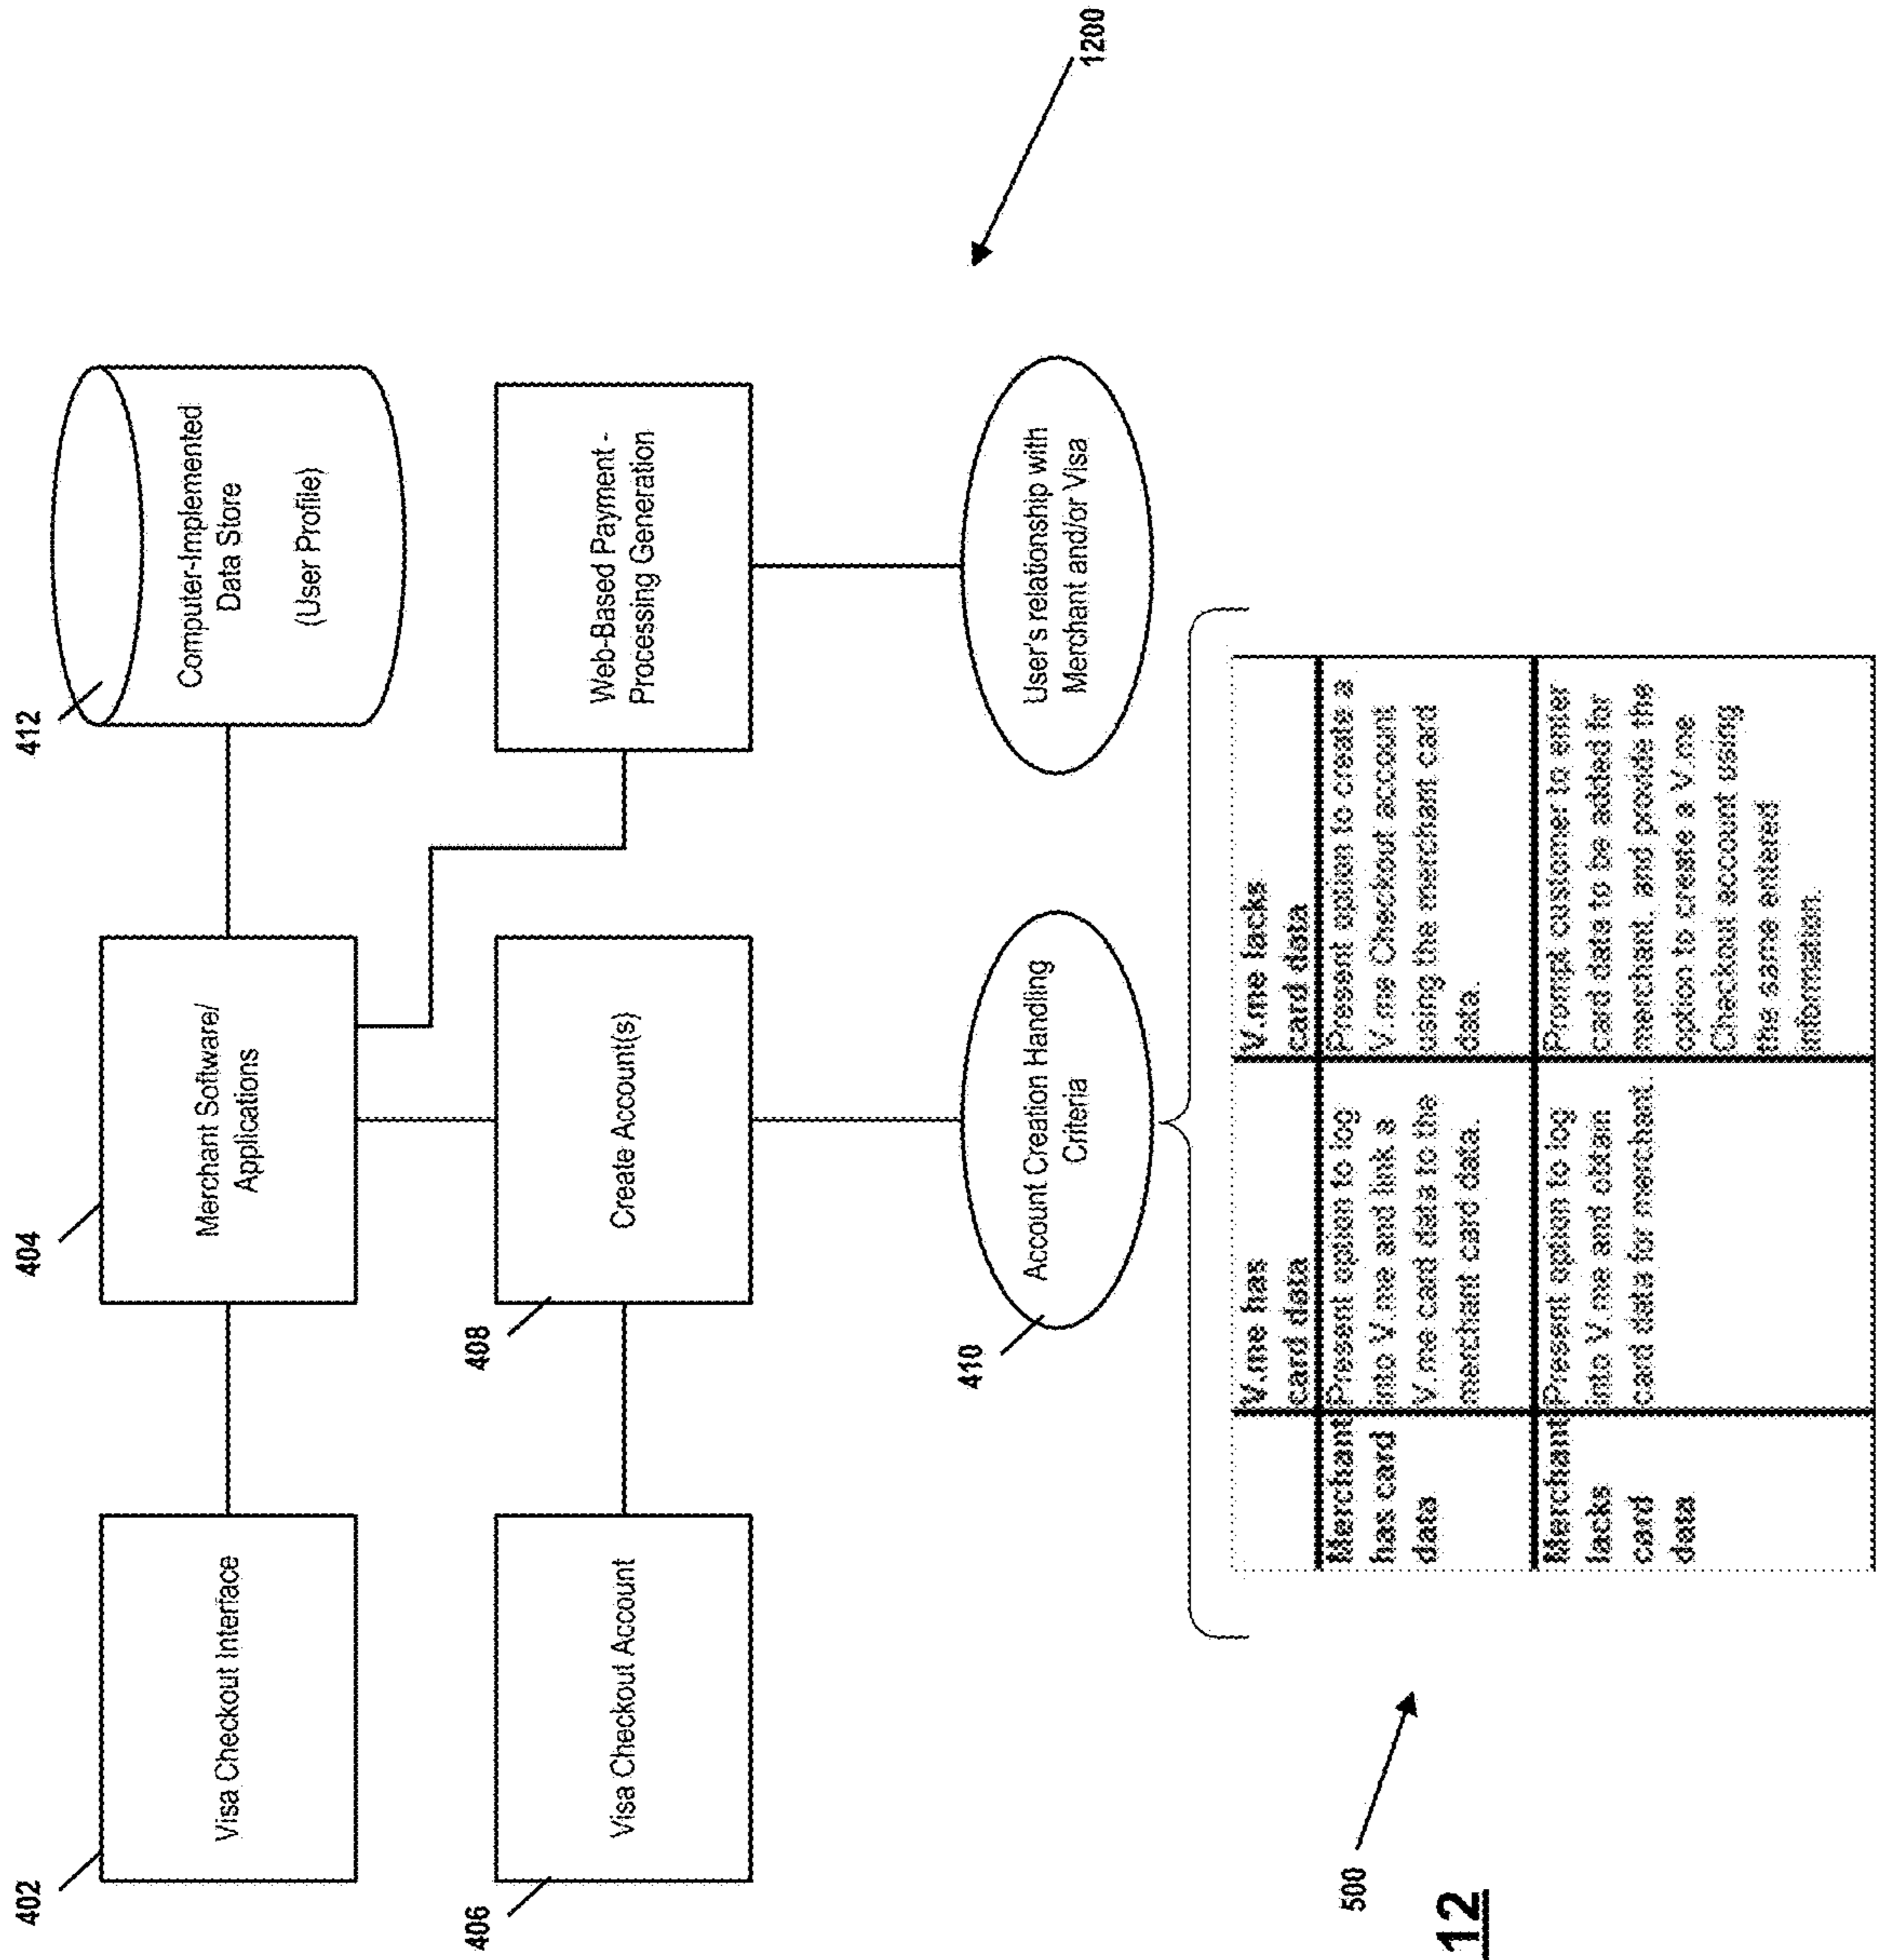 402
Visa Checkout Interface
404
Merchant Software/
Applications
412
Computer-Implemented
Data Store
(User Profile)
406
Visa Checkout Account
408
Create Account(s)
Web-Based Payment -
Processing Generation
410
Account Creation Handling
Criteria
User's relationship with
Merchant and/or Visa
1200
500
V.me has
card data
V.me lacks
card data
Merchant
has card
data
Present option to log
into V.me and link a
V.me card data to the
merchant card data.
Present option to create a
V.me Checkout account
using the merchant card
data.
Merchant
lacks
card
data
Present option to log
into V.me and obtain
card data for merchant.
Prompt customer to enter
card data to be added for
merchant, and provide the
option to create a V.me
Checkout account using
the same entered
information.
12